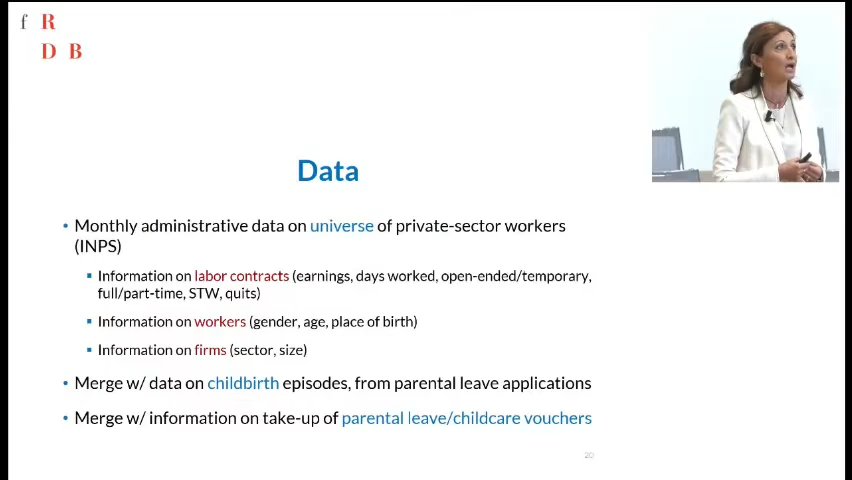 f R
D B
Data
• Monthly administrative data on universe of private-sector workers
(INPS)
▪ Information on labor contracts (earnings, days worked, open-ended/temporary,
full/part-time, STW, quits)
▪ Information on workers (gender, age, place of birth)
▪ Information on firms (sector, size)
• Merge w/ data on childbirth episodes, from parental leave applications
• Merge w/ information on take-up of parental leave/childcare vouchers
20